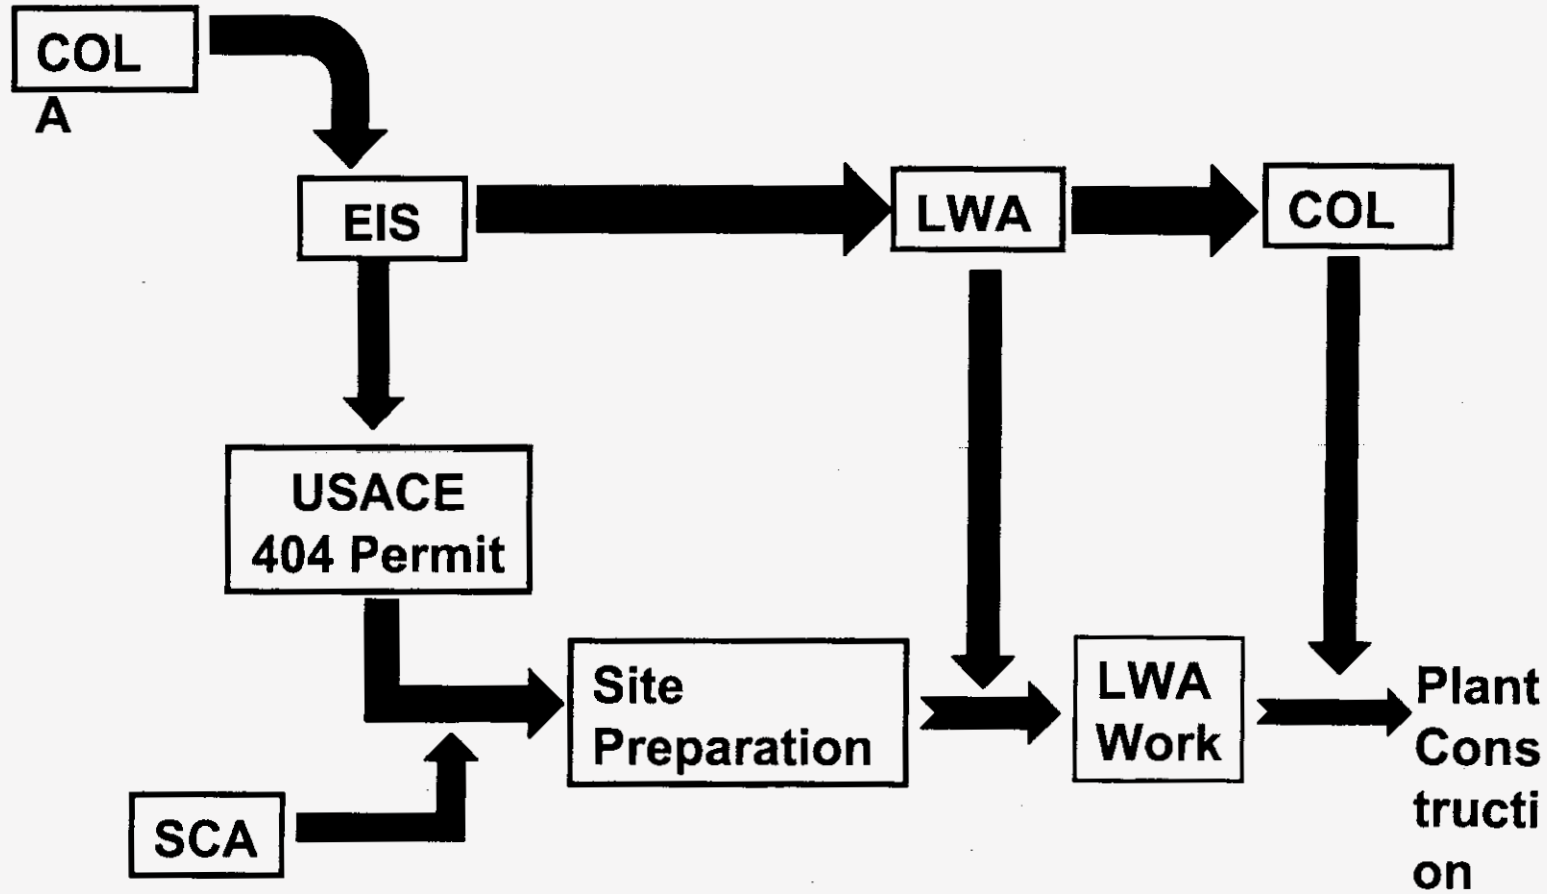 COL
A
EIS
LWA
COL
USACE
404 Permit
Site
Preparation
LWA
Work
Plant
Cons
tructi
on
SCA